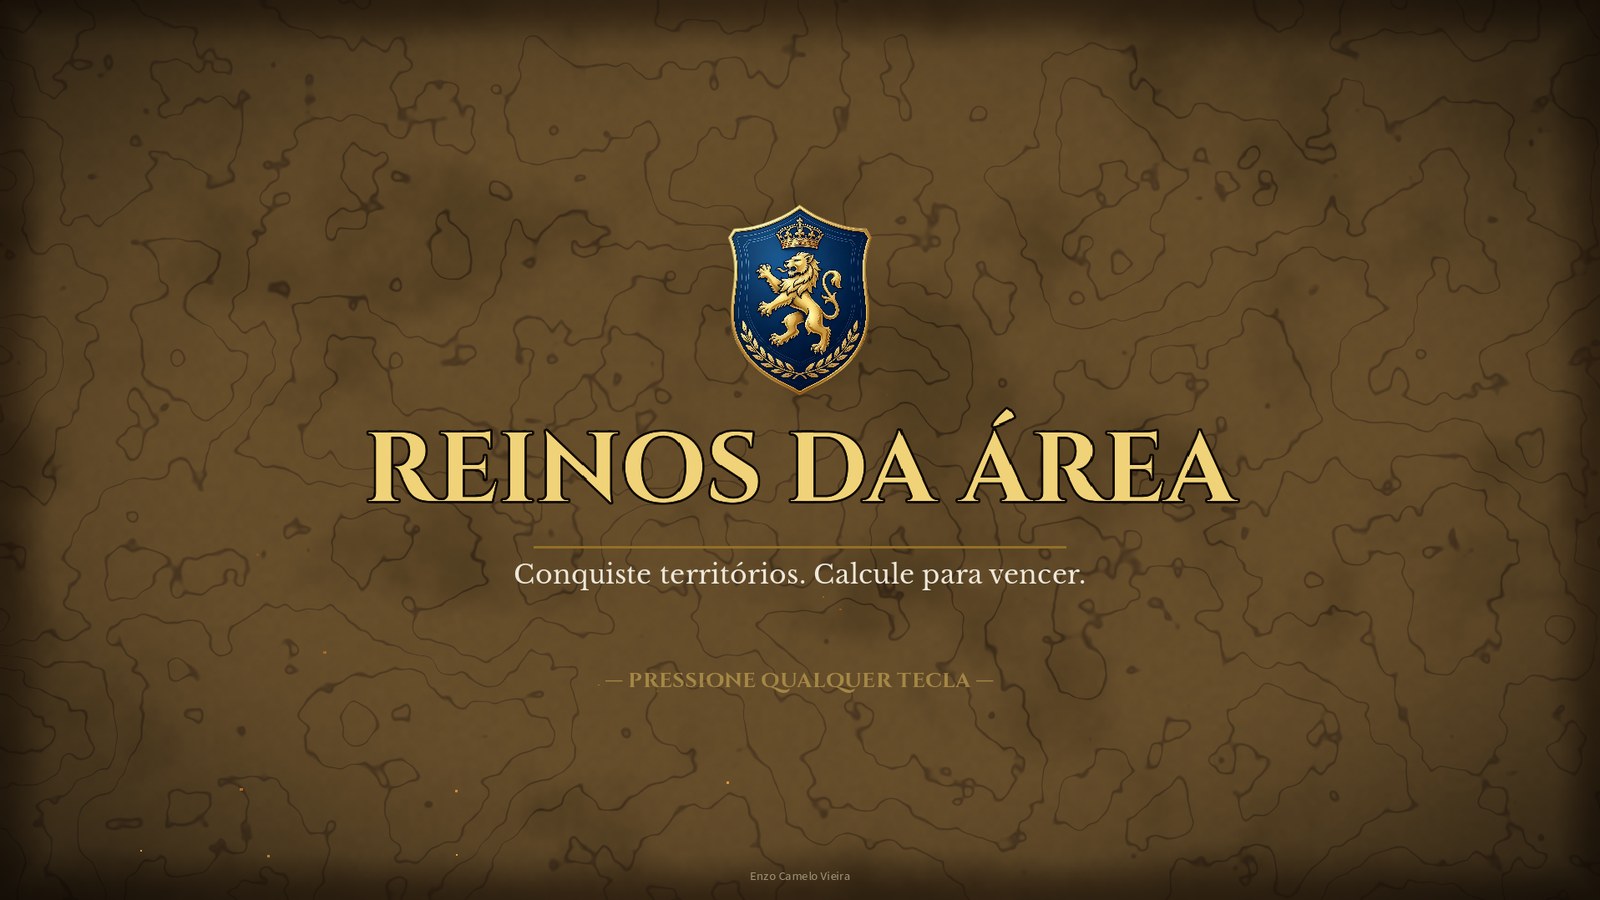 REINOS DA ÁREA
Conquiste territórios. Calcule para vencer.
— PRESSIONE QUALQUER TECLA —
Enzo Camelo Vieira